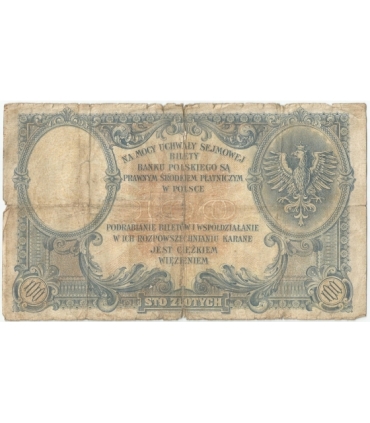 NA MOCY UCHWAŁY SEJMOWEJ
BILETY
BANKU POLSKIEGO SĄ
PRAWNYM ŚRODKIEM PŁATNICZYM
W POLSCE
PODRABIANIE BILETÓW I WSPÓŁDZIAŁANIE
W ICH ROZPOWSZECHNIANIU KARANE
JEST CIĘŻKIEM
WIĘZIENIEM
100
STO ZŁOTYCH
100